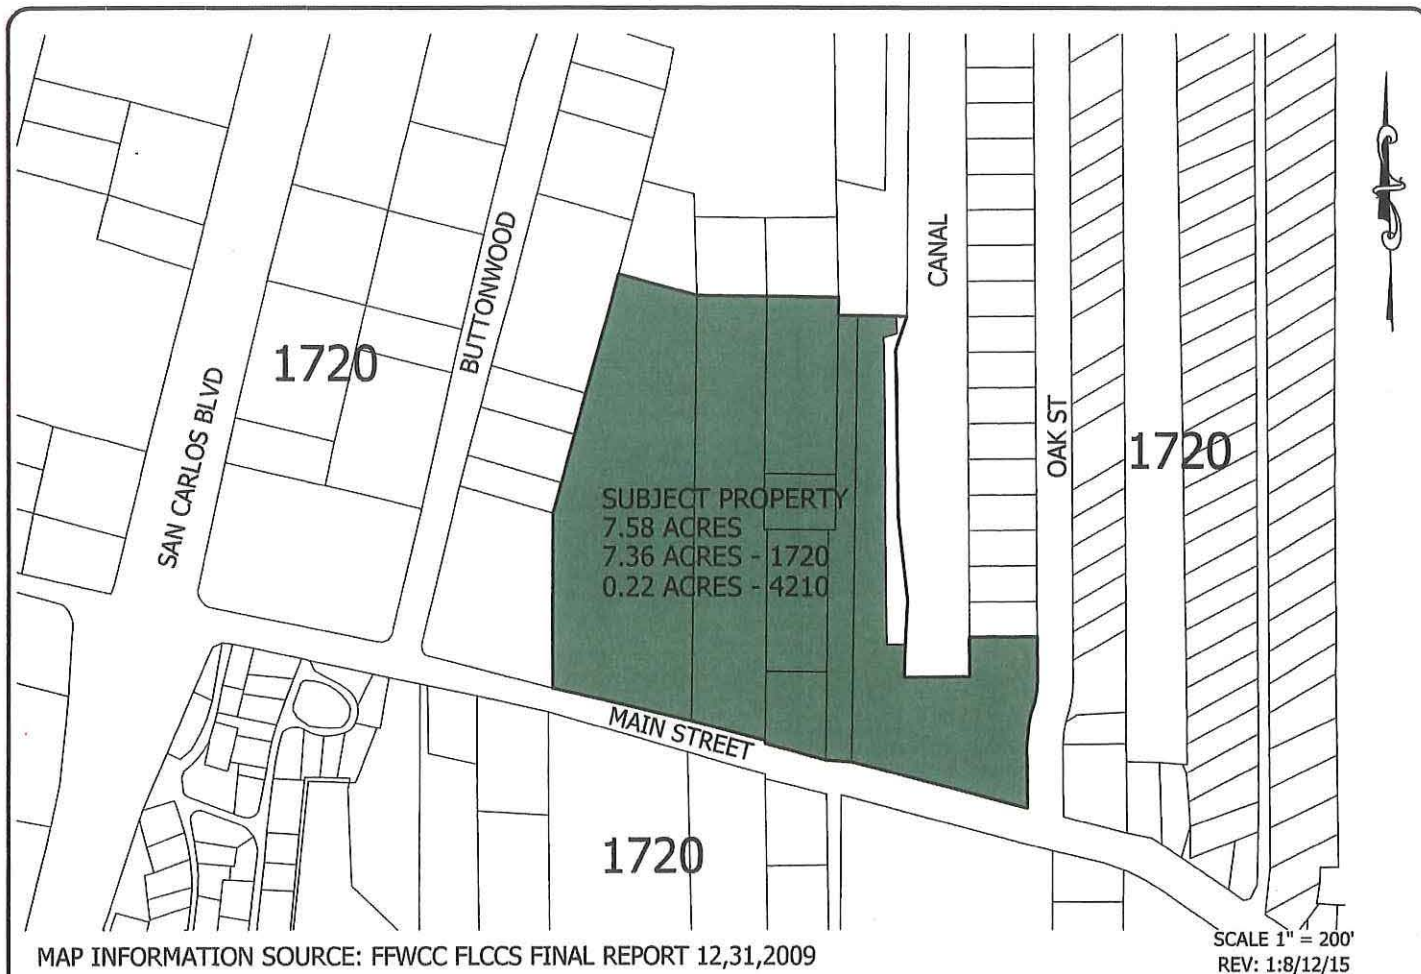 CANAL
BUTTONWOOD
1720
SAN CARLOS BLVD
OAK ST
1720
SUBJECT PROPERTY
7.58 ACRES
7.36 ACRES - 1720
0.22 ACRES - 4210
MAIN STREET
1720
MAP INFORMATION SOURCE: FFWCC FLCCS FINAL REPORT 12,31,2009
SCALE 1" = 200'
REV: 1:8/12/15